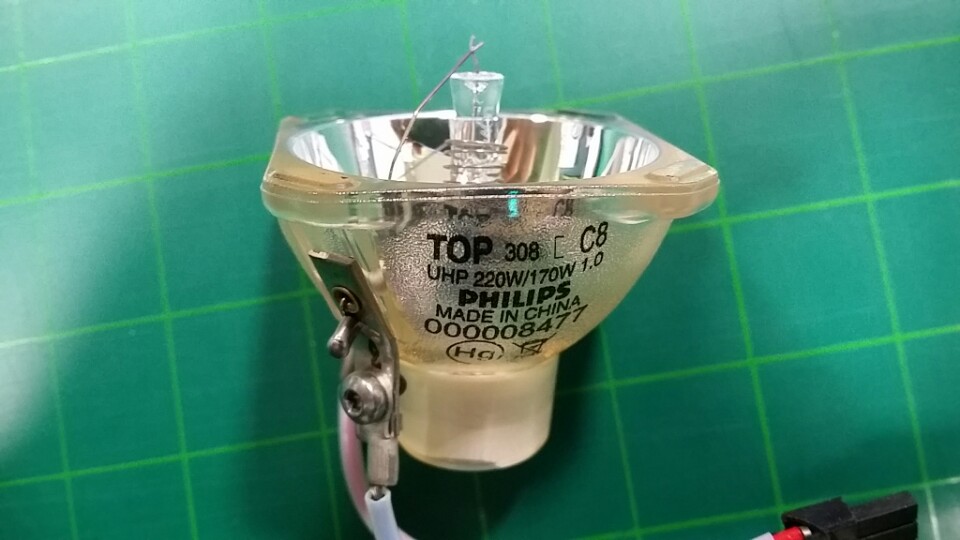 TOP 308 E C8
UHP 220W/170W 1.0
PHILIPS
MADE IN CHINA
000008477
Hg